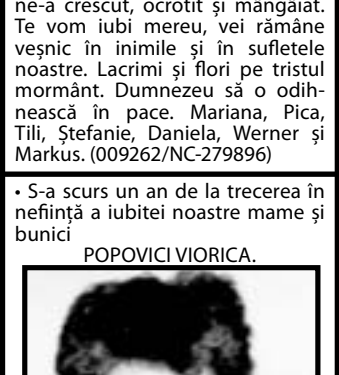 ne-a crescut, ocrotit și mângâiat.
Te vom iubi mereu, vei rămâne
veșnic în inimile și în sufletele
noastre. Lacrimi și flori pe tristul
mormânt. Dumnezeu să o odih-
nească în pace. Mariana, Pica,
Tili, Ștefanie, Daniela, Werner și
Markus. (009262/NC-279896)
• S-a scurs un an de la trecerea în
neființă a iubitei noastre mame și
bunici
POPOVICI VIORICA.